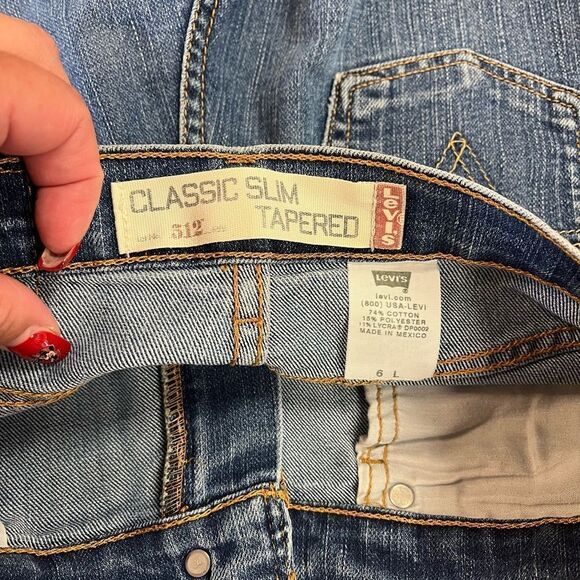 CLASSIC SLIM
512 TAPERED
LEVI'S
LEVI'S
levi.com
(800) USA-LEVI
74% COTTON
15% POLYESTER
11% LYCRA® DP0002
MADE IN MEXICO
6 L